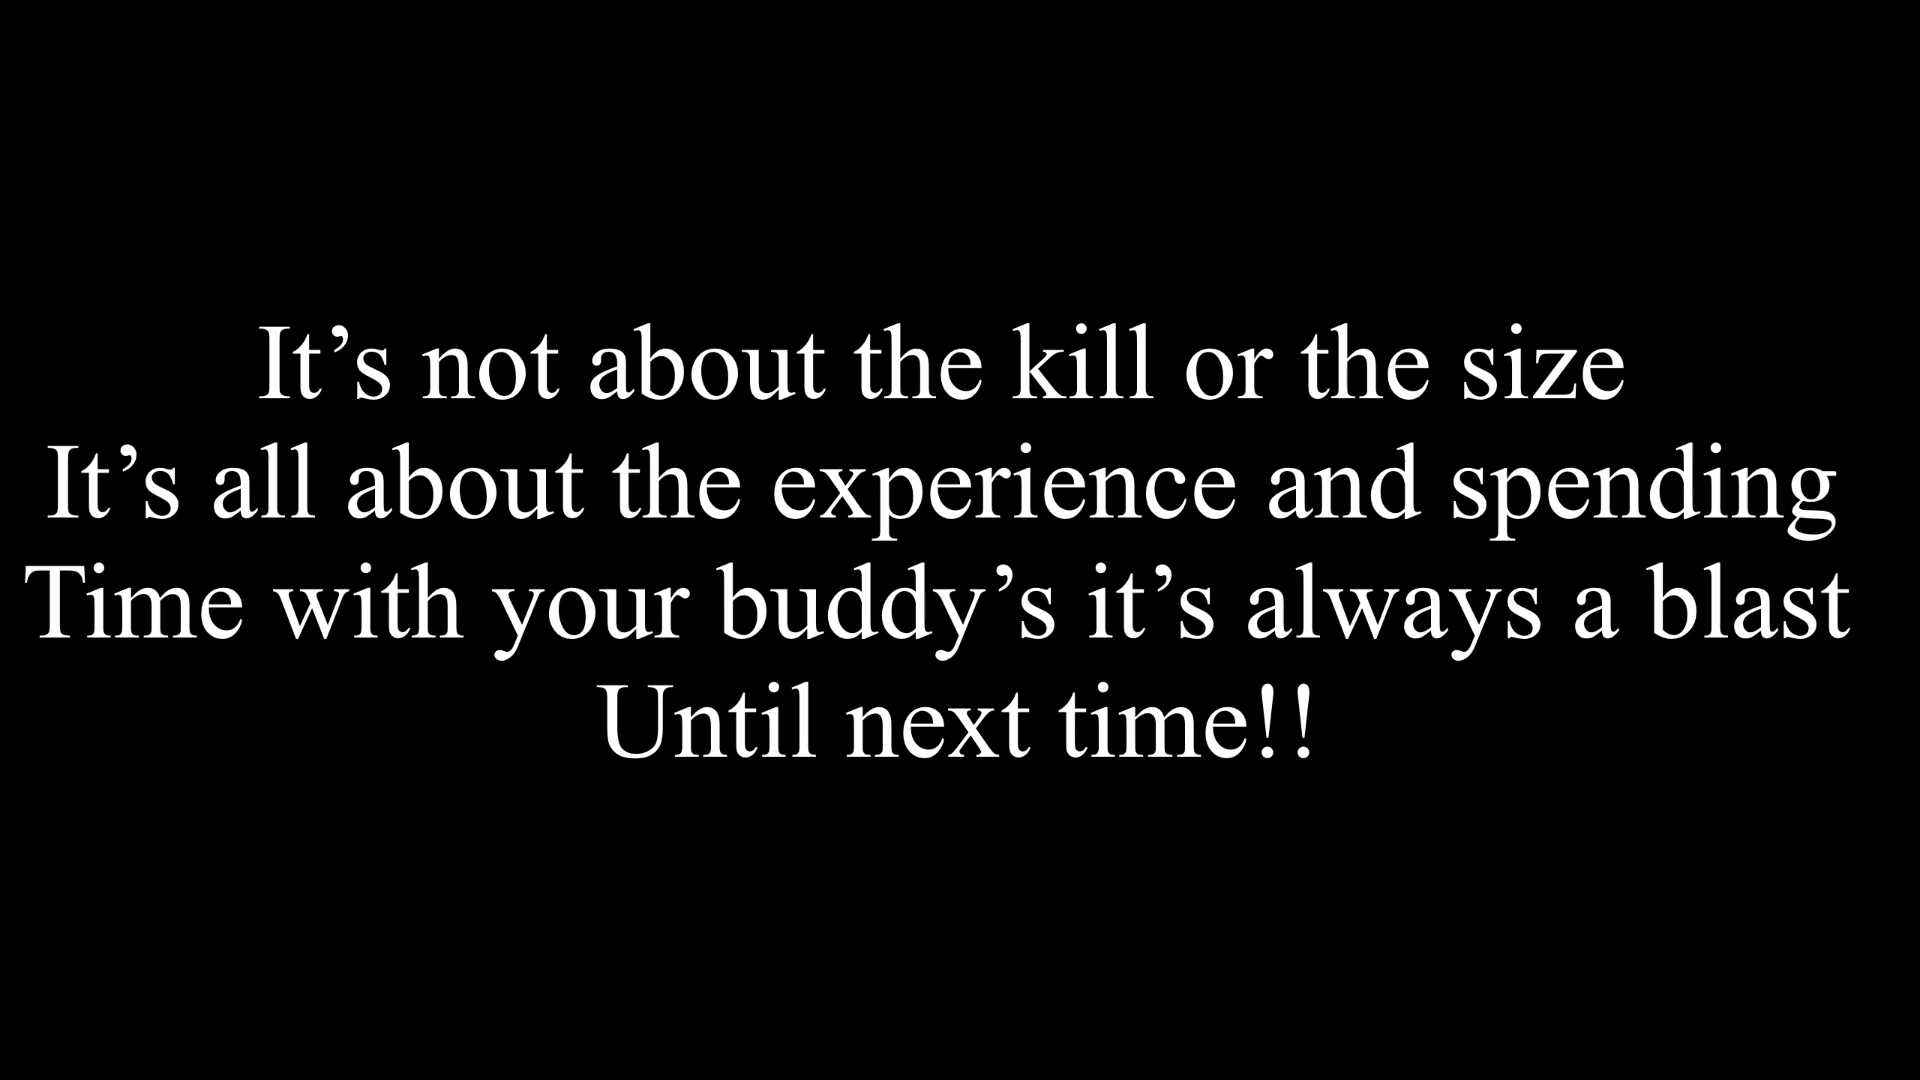 It’s not about the kill or the size
It’s all about the experience and spending
Time with your buddy’s it’s always a blast
Until next time!!